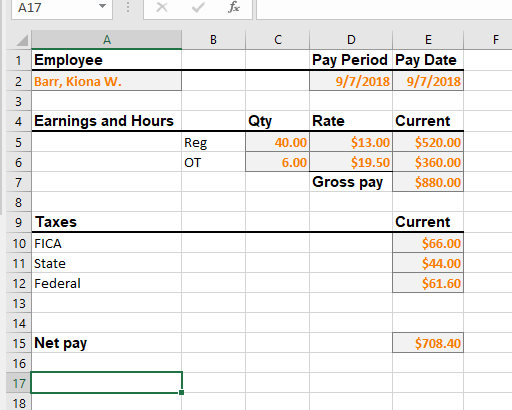 A17 fx
A B C D E F
1 Employee Pay Period Pay Date
2 Barr, Kiona W. 9/7/2018 9/7/2018
3
4 Earnings and Hours Qty Rate Current
5 Reg 40.00 $13.00 $520.00
6 OT 6.00 $19.50 $360.00
7 Gross pay $880.00
8
9 Taxes Current
10 FICA $66.00
11 State $44.00
12 Federal $61.60
13
14
15 Net pay $708.40
16
17
18